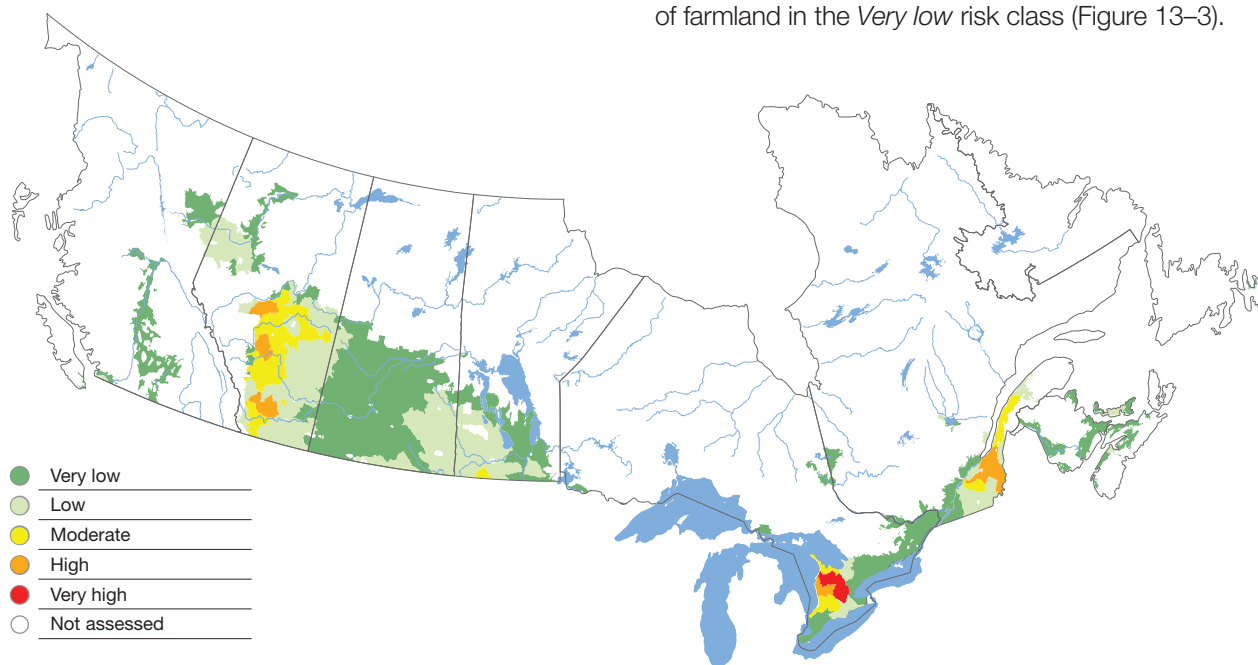 of farmland in the Very low risk class (Figure 13–3).
Very low
Low
Moderate
High
Very high
Not assessed